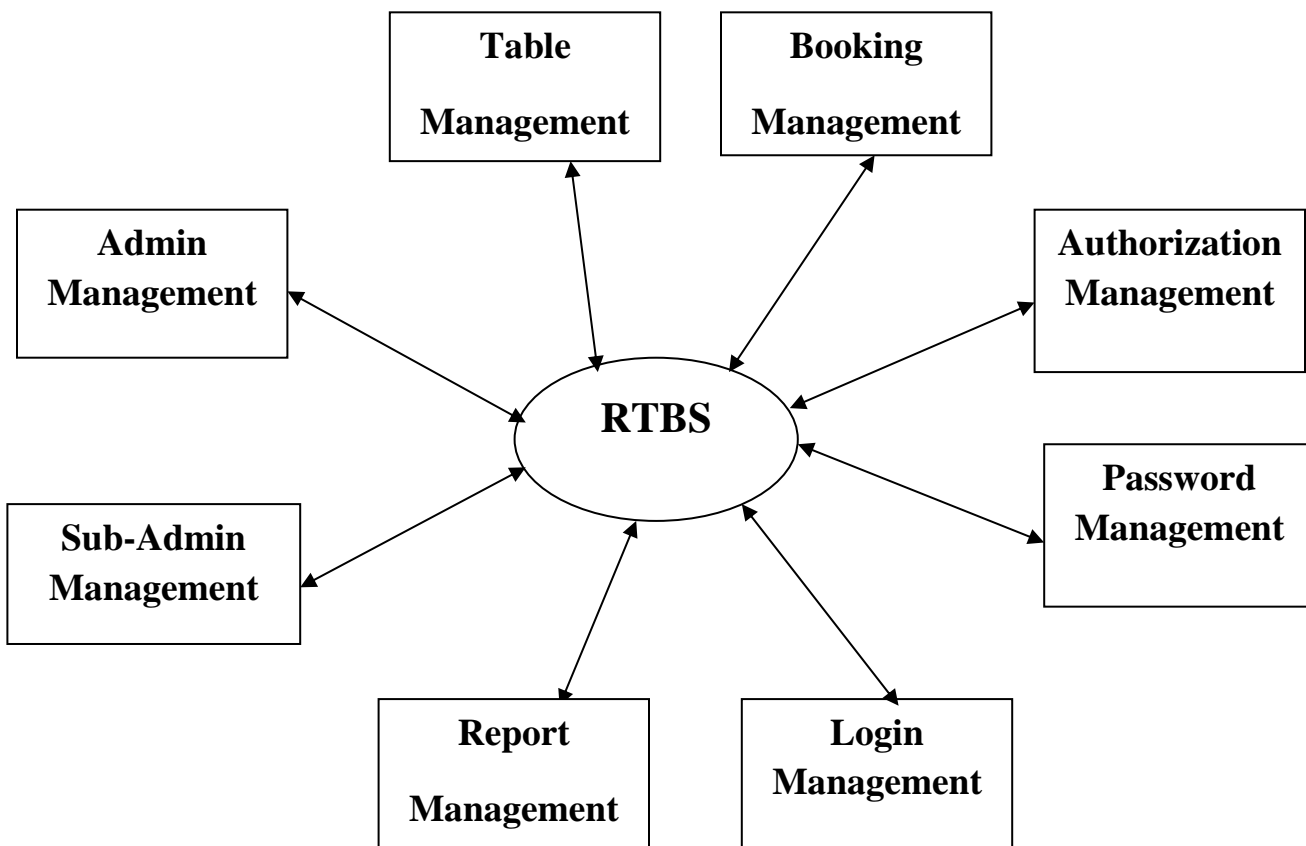 Table
Management
Booking
Management
Admin
Management
Authorization
Management
RTBS
Password
Management
Sub-Admin
Management
Report
Management
Login
Management